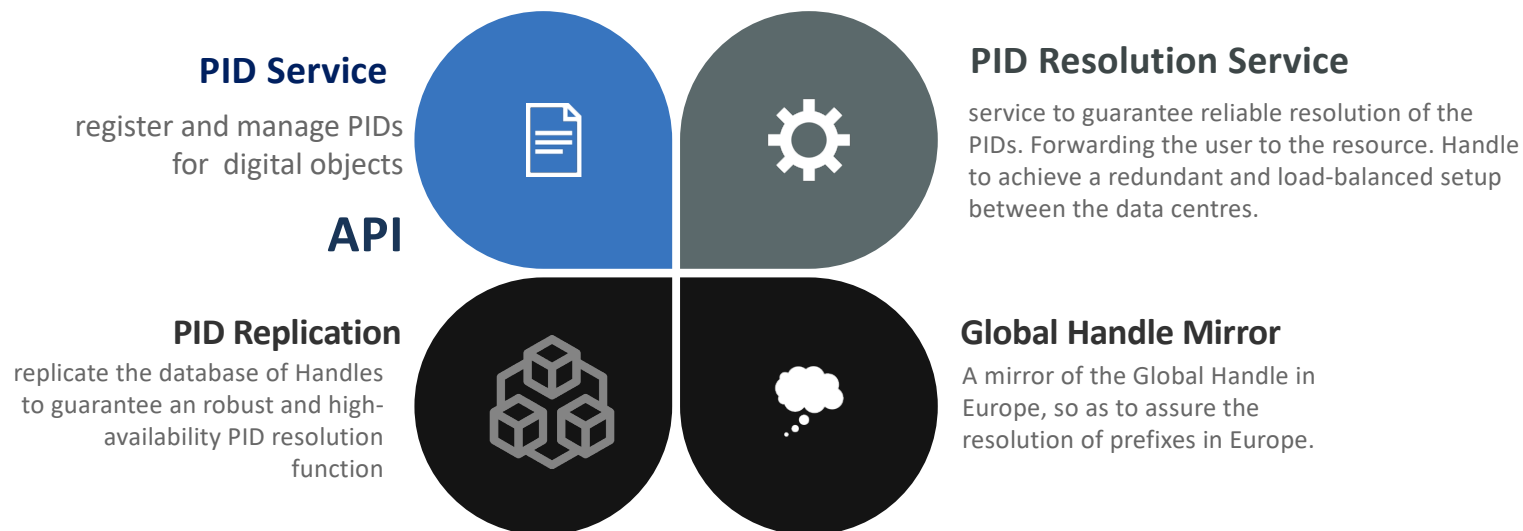 PID Service
register and manage PIDs
for digital objects
API
PID Resolution Service
service to guarantee reliable resolution of the
PIDs. Forwarding the user to the resource. Handle
to achieve a redundant and load-balanced setup
between the data centres.
PID Replication
replicate the database of Handles
to guarantee an robust and high-
availability PID resolution
function
Global Handle Mirror
A mirror of the Global Handle in
Europe, so as to assure the
resolution of prefixes in Europe.